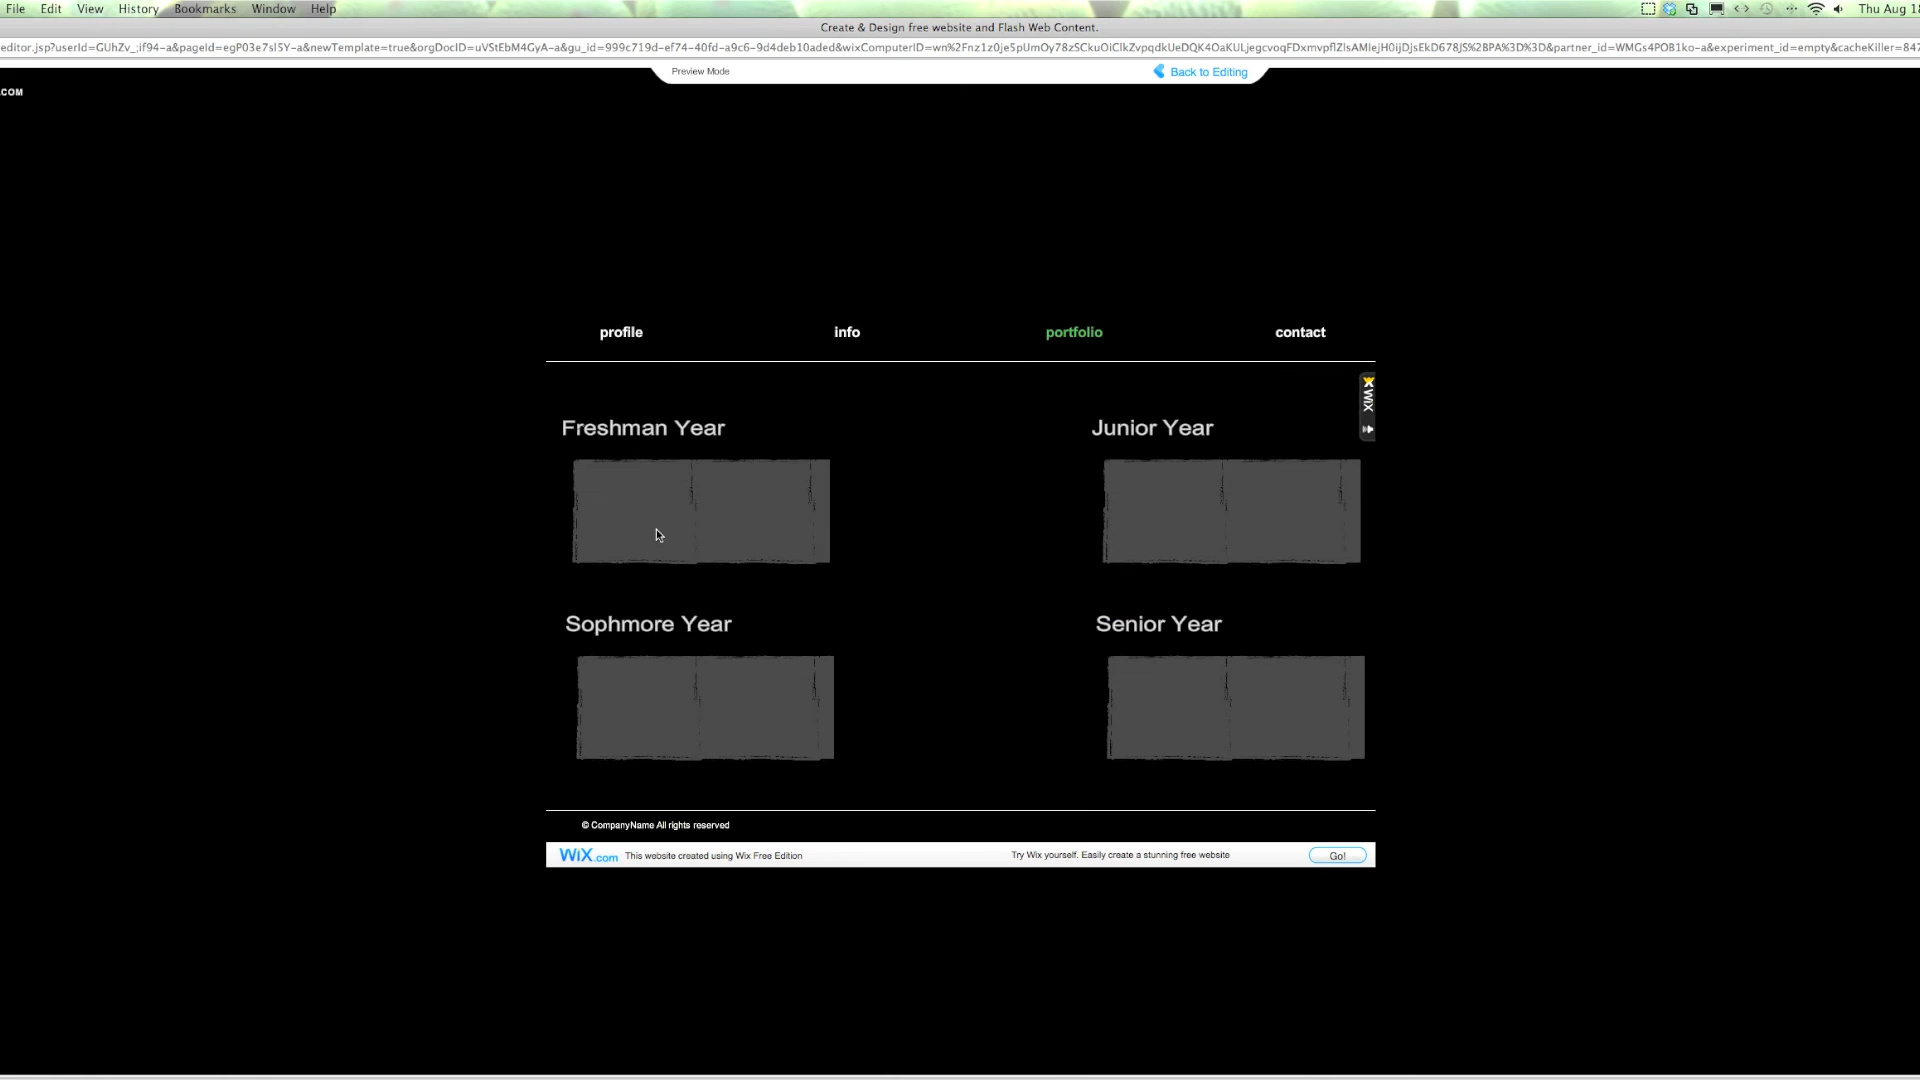 File Edit View History Bookmarks Window Help
Thu Aug 18
Create & Design free website and Flash Web Content.
Preview Mode
Back to Editing
.COM
profile info portfolio contact
WIX
Freshman Year Junior Year
Sophmore Year Senior Year
© CompanyName All rights reserved
WiX.com This website created using Wix Free Edition Try Wix yourself. Easily create a stunning free website Go!